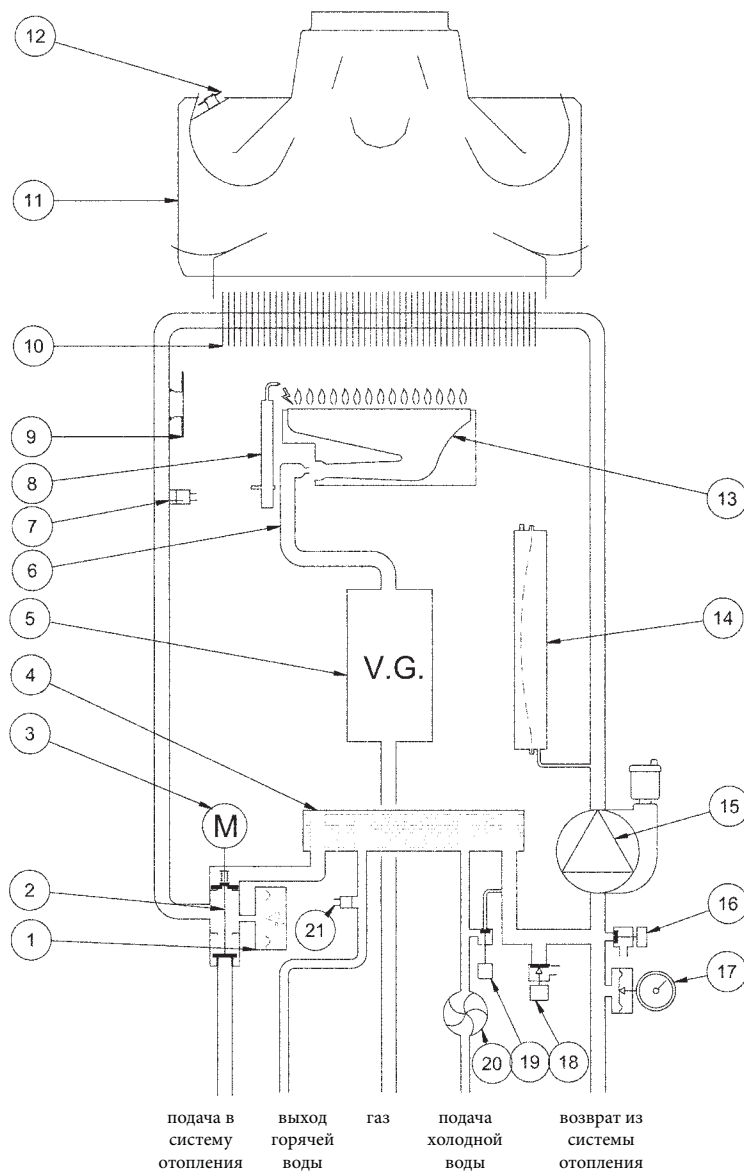 12
11
10
9
8
7
6
5
4
3
2
1
13
14
15
16
17
18
19
20
21
V.G.
M
подача в
систему
отопления
выход
горячей
воды
газ
подача
холодной
воды
возврат из
системы
отопления